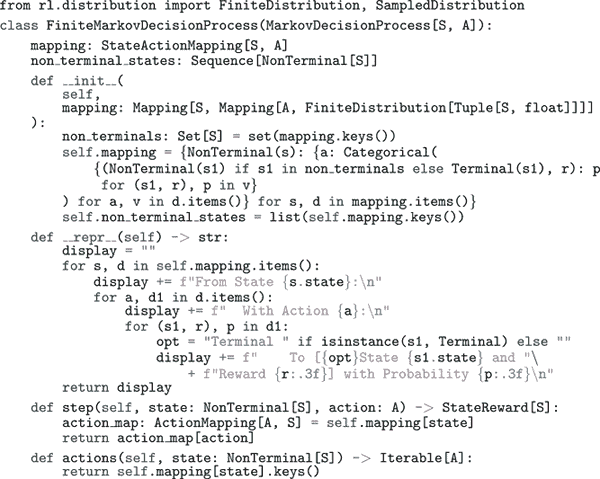 from rl.distribution import FiniteDistribution, SampledDistribution
class FiniteMarkovDecisionProcess(MarkovDecisionProcess[S, A]):
    mapping: StateActionMapping[S, A]
    non_terminal_states: Sequence[NonTerminal[S]]
    def __init__(
        self,
        mapping: Mapping[S, Mapping[A, FiniteDistribution[Tuple[S, float]]]]
    ):
        non_terminals: Set[S] = set(mapping.keys())
        self.mapping = {NonTerminal(s): {a: Categorical(
            {(NonTerminal(s1) if s1 in non_terminals else Terminal(s1), r): p
             for (s1, r), p in v}
        ) for a, v in d.items()} for s, d in mapping.items()}
        self.non_terminal_states = list(self.mapping.keys())
    def __repr__(self) -> str:
        display = ""
        for s, d in self.mapping.items():
            display += f"From State {s.state}:\n"
            for a, d1 in d.items():
                display += f"  With Action {a}:\n"
                for (s1, r), p in d1:
                    opt = "Terminal " if isinstance(s1, Terminal) else ""
                    display += f"    To [{opt}State {s1.state} and "\
                        + f"Reward {r:.3f}] with Probability {p:.3f}\n"
        return display
    def step(self, state: NonTerminal[S], action: A) -> StateReward[S]:
        action_map: ActionMapping[A, S] = self.mapping[state]
        return action_map[action]
    def actions(self, state: NonTerminal[S]) -> Iterable[A]:
        return self.mapping[state].keys()